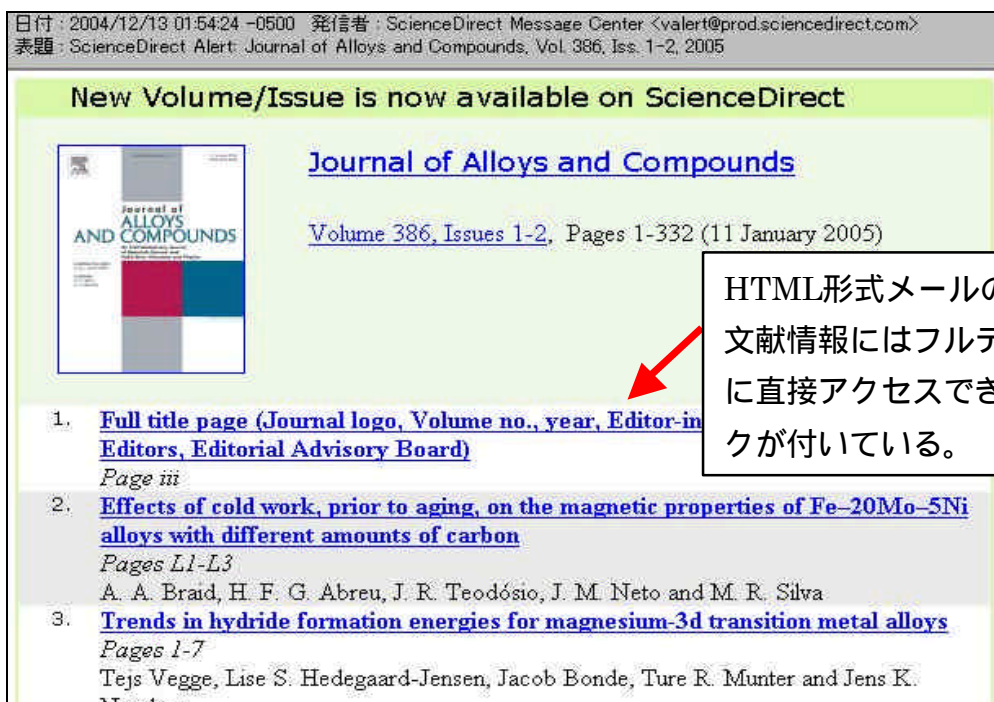 日付 : 2004/12/13 01:54:24 -0500 発信者 : ScienceDirect Message Center <valert@prod.sciencedirect.com>
表題 : ScienceDirect Alert: Journal of Alloys and Compounds, Vol. 386, Iss. 1-2, 2005
New Volume/Issue is now available on ScienceDirect
Journal of
ALLOYS
AND COMPOUNDS
Journal of Alloys and Compounds
Volume 386, Issues 1-2, Pages 1-332 (11 January 2005)
HTML形式メールの
文献情報にはフルテ
に直接アクセスでき
クが付いている。
1. Full title page (Journal logo, Volume no., year, Editor-in
Editors, Editorial Advisory Board)
Page iii
2. Effects of cold work, prior to aging, on the magnetic properties of Fe–20Mo–5Ni
alloys with different amounts of carbon
Pages L1-L3
A. A. Braid, H. F. G. Abreu, J. R. Teodósio, J. M. Neto and M. R. Silva
3. Trends in hydride formation energies for magnesium-3d transition metal alloys
Pages 1-7
Tejs Vegge, Lise S. Hedegaard-Jensen, Jacob Bonde, Ture R. Munter and Jens K.